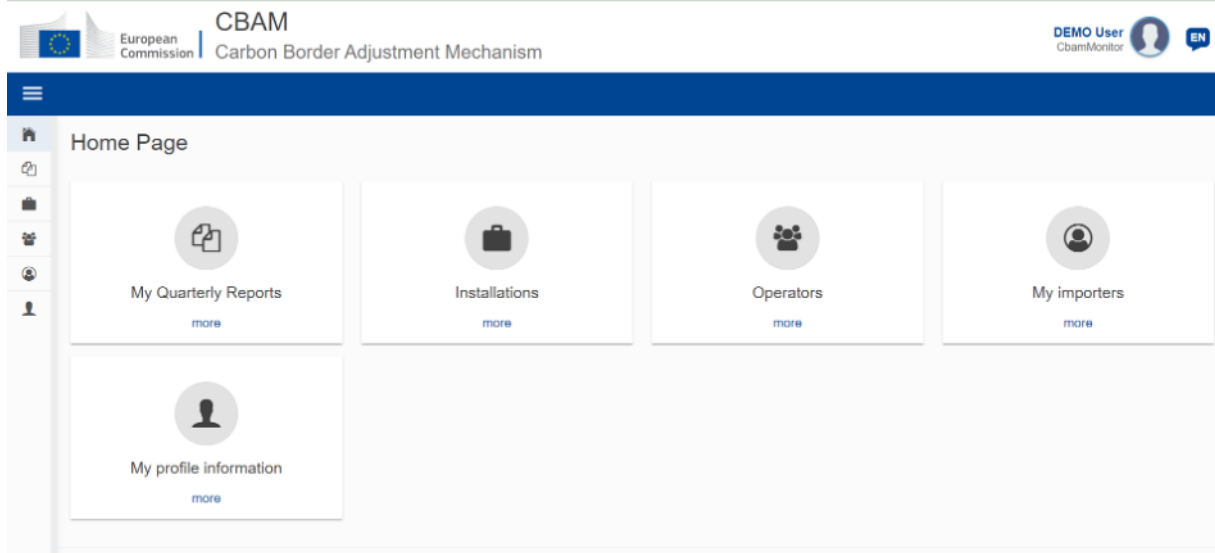 European
Commission
CBAM
Carbon Border Adjustment Mechanism
DEMO User
CbamMonitor
EN
Home Page
My Quarterly Reports
more
Installations
more
Operators
more
My importers
more
My profile information
more